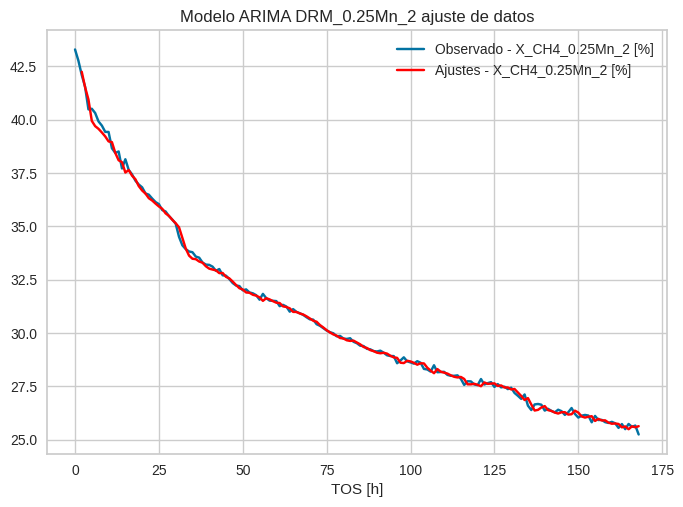 Modelo ARIMA DRM_0.25Mn_2 ajuste de datos
Observado - X_CH4_0.25Mn_2 [%]
Ajustes - X_CH4_0.25Mn_2 [%]
42.5
40.0
37.5
35.0
32.5
30.0
27.5
25.0
0 25 50 75 100 125 150 175
TOS [h]